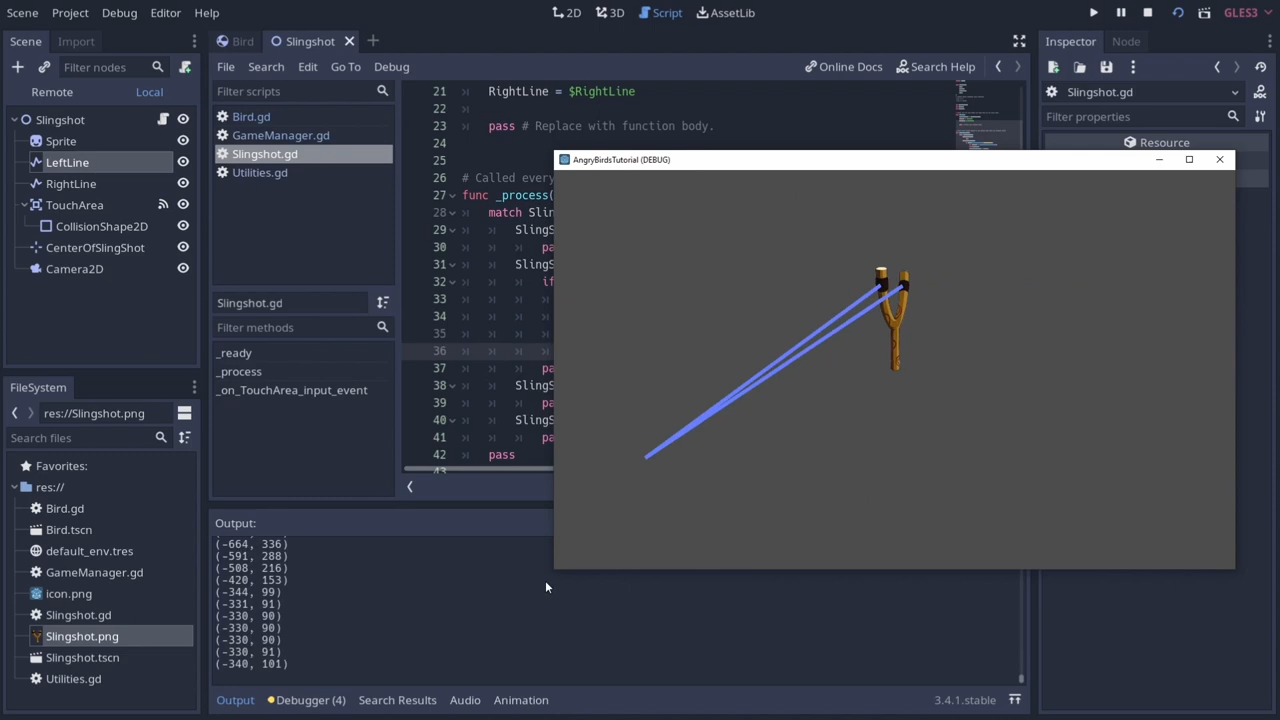 Scene Project Debug Editor Help
2D 3D Script AssetLib
GLES3
Scene Import
Filter nodes
Remote Local
Slingshot
Sprite
LeftLine
RightLine
TouchArea
CollisionShape2D
CenterOfSlingShot
Camera2D
FileSystem
res://Slingshot.png
Search files
Favorites:
res://
Bird.gd
Bird.tscn
default_env.tres
GameManager.gd
icon.png
Slingshot.gd
Slingshot.png
Slingshot.tscn
Utilities.gd
Bird Slingshot
File Search Edit Go To Debug
Online Docs Search Help
Filter scripts
Bird.gd
GameManager.gd
Slingshot.gd
Utilities.gd
Slingshot.gd
Filter methods
_ready
_process
_on_TouchArea_input_event
21 RightLine = $RightLine
22
23 pass # Replace with function body.
24
25
26 # Called every
27 func _process(
28 match Slin
29 SlingS
30 pa
31 SlingS
32 if
33
34
35
36
37 pa
38 SlingS
39 pa
40 SlingS
41 pa
42 pass
43
AngryBirdsTutorial (DEBUG)
Output:
(-664, 336)
(-591, 288)
(-508, 216)
(-420, 153)
(-344, 99)
(-331, 91)
(-330, 90)
(-330, 90)
(-330, 90)
(-330, 91)
(-340, 101)
Output Debugger (4) Search Results Audio Animation
3.4.1.stable
Inspector Node
Slingshot.gd
Filter properties
Resource